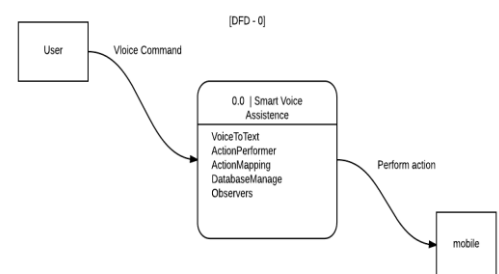 [DFD - 0]
User
Vloice Command
0.0 | Smart Voice
Assistence
VoiceToText
ActionPerformer
ActionMapping
DatabaseManage
Observers
Perform action
mobile